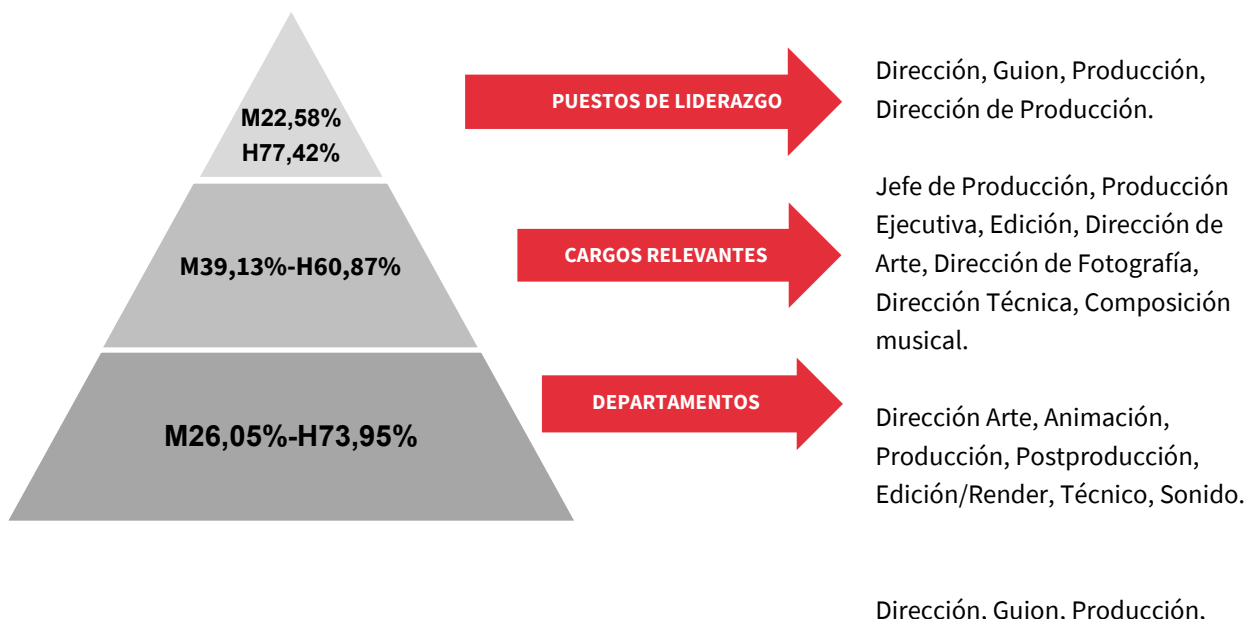 M22,58%
H77,42%
PUESTOS DE LIDERAZGO
Dirección, Guion, Producción,
Dirección de Producción.
M39,13%-H60,87%
CARGOS RELEVANTES
Jefe de Producción, Producción
Ejecutiva, Edición, Dirección de
Arte, Dirección de Fotografía,
Dirección Técnica, Composición
musical.
M26,05%-H73,95%
DEPARTAMENTOS
Dirección Arte, Animación,
Producción, Postproducción,
Edición/Render, Técnico, Sonido.
Dirección, Guion, Producción,